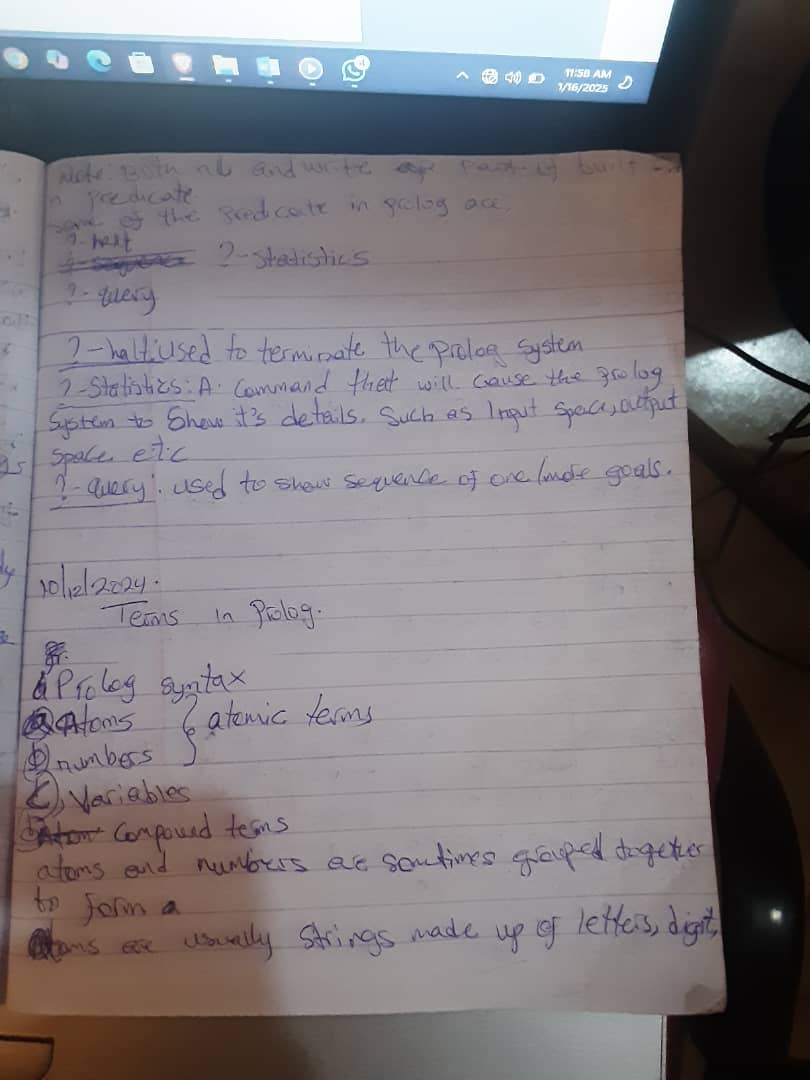 11:58 AM
1/16/2025
Note: Both nl and write are part of built
in predicate
some of the predicate in prolog are,
?-halt
?-statistics
?-query
?-halt: used to terminate the prolog system
?-Statistics: A Command that will cause the prolog
System to Show it's details. Such as Input Space, output
Space etc
?-query: used to show sequence of one/more goals.
10/12/2024.
Terms in Prolog.
Prolog syntax
a Atoms } atomic terms
b numbers
C) Variables
Compound terms
atoms and numbers are sometimes grouped together
to form a
Atoms are usually strings made up of letters, digit,